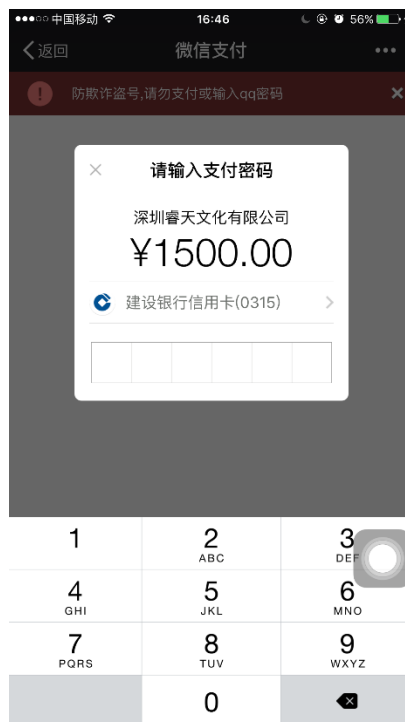 中国移动 16:46 56%
返回 微信支付
防欺诈盗号,请勿支付或输入qq密码
请输入支付密码
深圳睿天文化有限公司
¥1500.00
建设银行信用卡(0315)
1 2 3
ABC DEF
4 5 6
GHI JKL MNO
7 8 9
PQRS TUV WXYZ
0